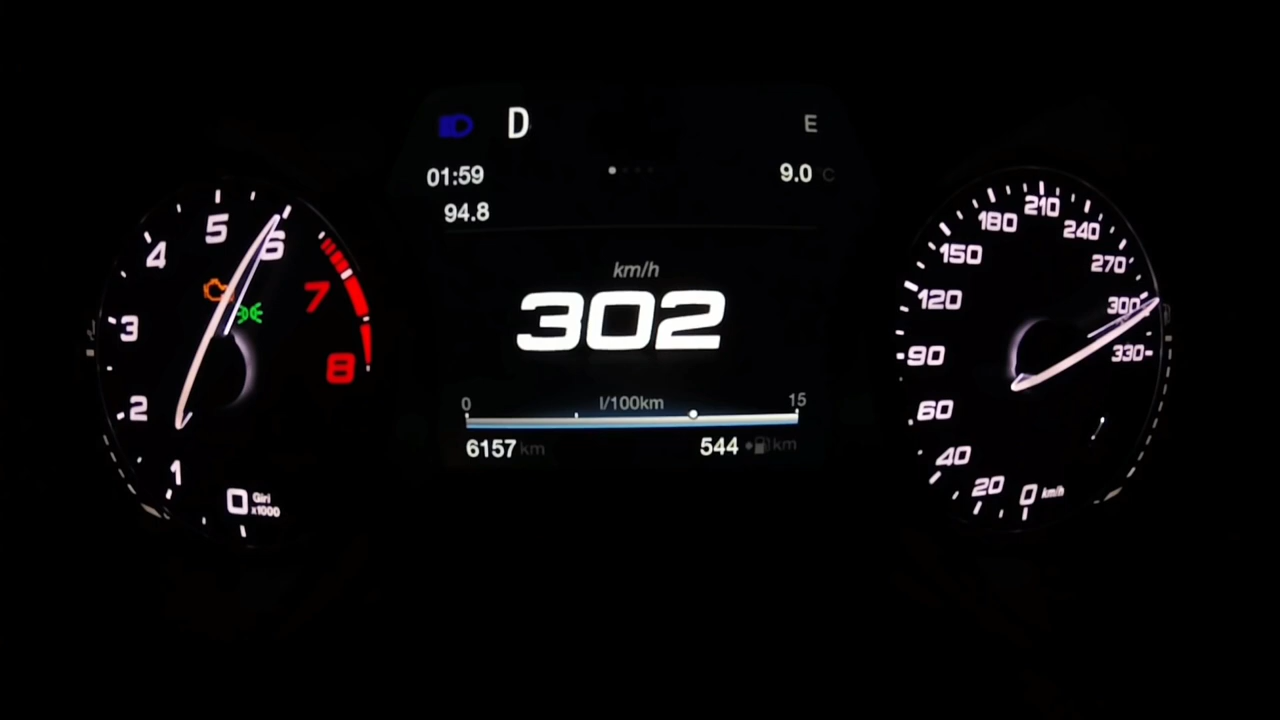 D E
01:59 9.0 °C
94.8
km/h
302
0 l/100km 15
6157 km 544 km
0 1 2 3 4 5 6 7 8
Giri
x1000
0 20 40 60 90 120 150 180 210 240 270 300 330
km/h